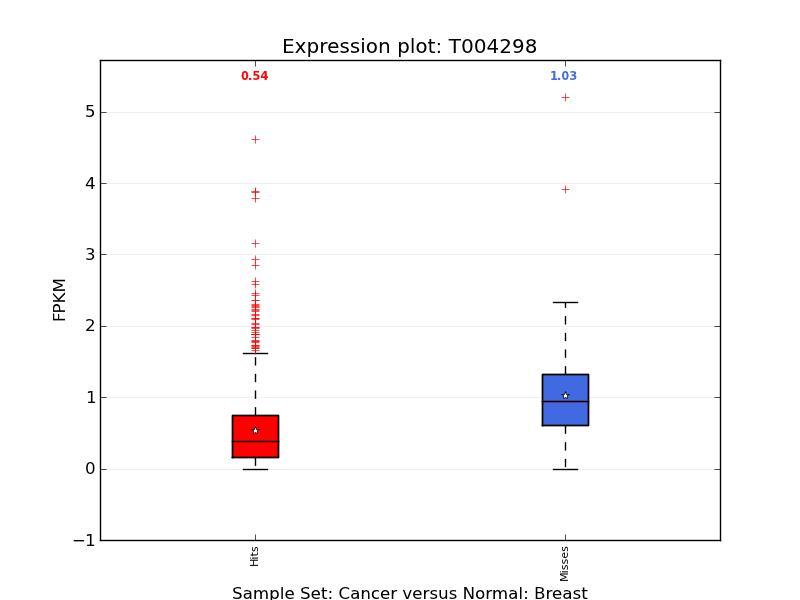 Expression plot: T004298
0.54 1.03
5
4
3
2
1
0
−1
FPKM
Hits
Misses
Sample Set: Cancer versus Normal: Breast